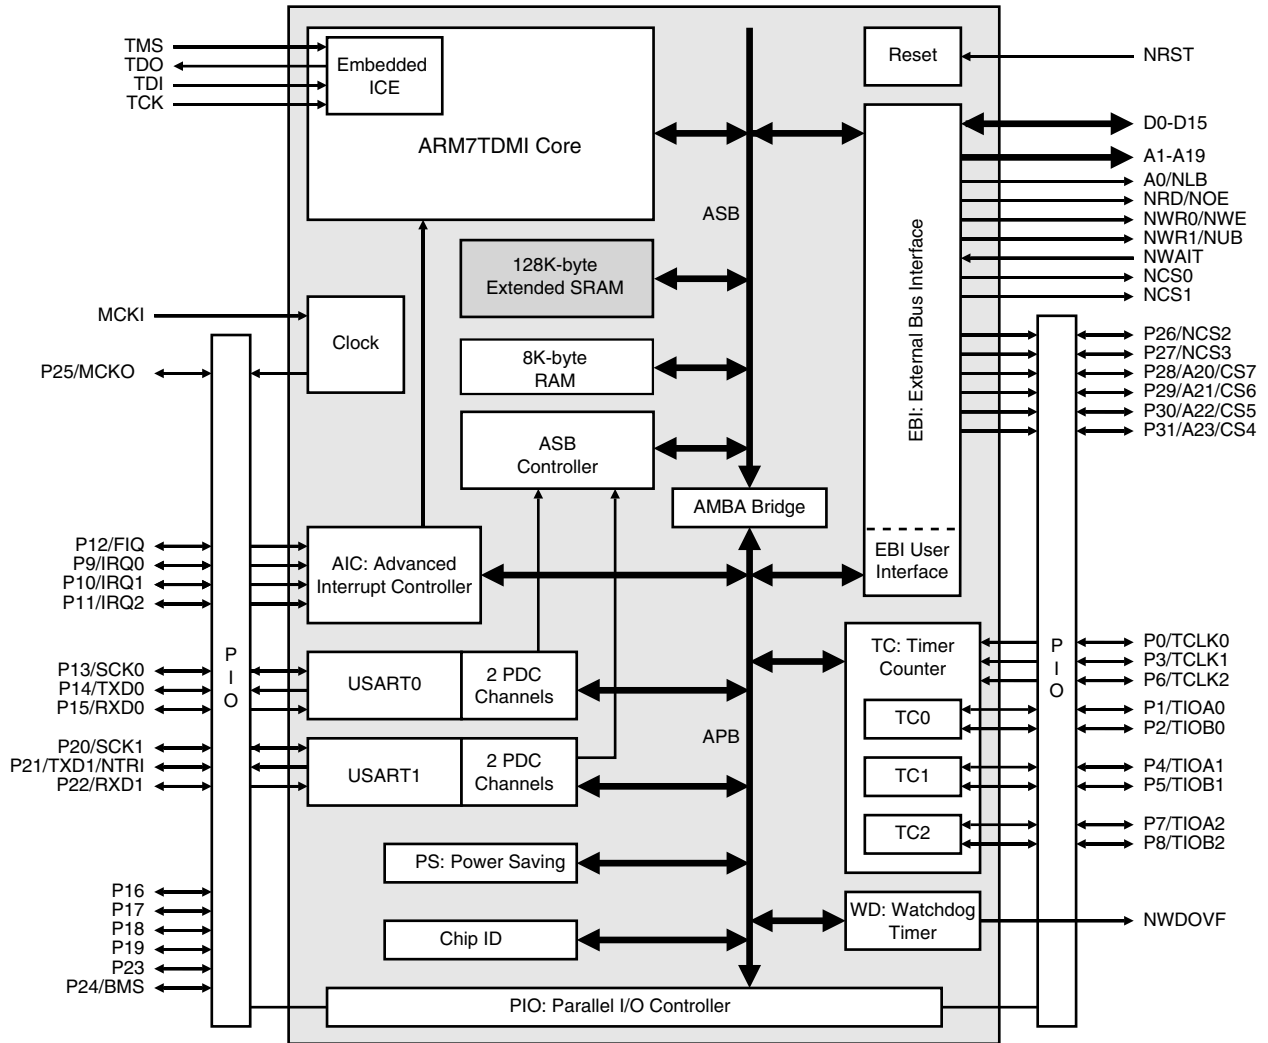 TMS
TDO
TDI
TCK
Embedded
ICE
ARM7TDMI Core
Reset
NRST
D0-D15
A1-A19
A0/NLB
NRD/NOE
NWR0/NWE
NWR1/NUB
NWAIT
NCS0
NCS1
ASB
EBI: External Bus Interface
128K-byte
Extended SRAM
MCKI
Clock
P25/MCKO
8K-byte
RAM
ASB
Controller
P26/NCS2
P27/NCS3
P28/A20/CS7
P29/A21/CS6
P30/A22/CS5
P31/A23/CS4
AMBA Bridge
EBI User
Interface
P12/FIQ
P9/IRQ0
P10/IRQ1
P11/IRQ2
AIC: Advanced
Interrupt Controller
P
I
O
P13/SCK0
P14/TXD0
P15/RXD0
USART0
2 PDC
Channels
P20/SCK1
P21/TXD1/NTRI
P22/RXD1
USART1
2 PDC
Channels
APB
TC: Timer
Counter
TC0
TC1
TC2
P
I
O
P0/TCLK0
P3/TCLK1
P6/TCLK2
P1/TIOA0
P2/TIOB0
P4/TIOA1
P5/TIOB1
P7/TIOA2
P8/TIOB2
PS: Power Saving
Chip ID
WD: Watchdog
Timer
NWDOVF
P16
P17
P18
P19
P23
P24/BMS
PIO: Parallel I/O Controller